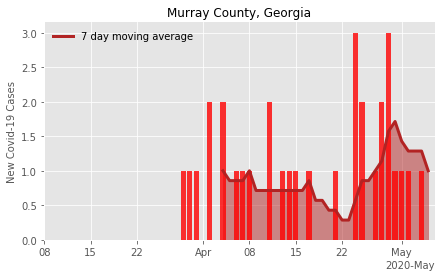 Murray County, Georgia
7 day moving average
New Covid-19 Cases
3.0
2.5
2.0
1.5
1.0
0.5
0.0
08 15 22 Apr 08 15 22 May
2020-May